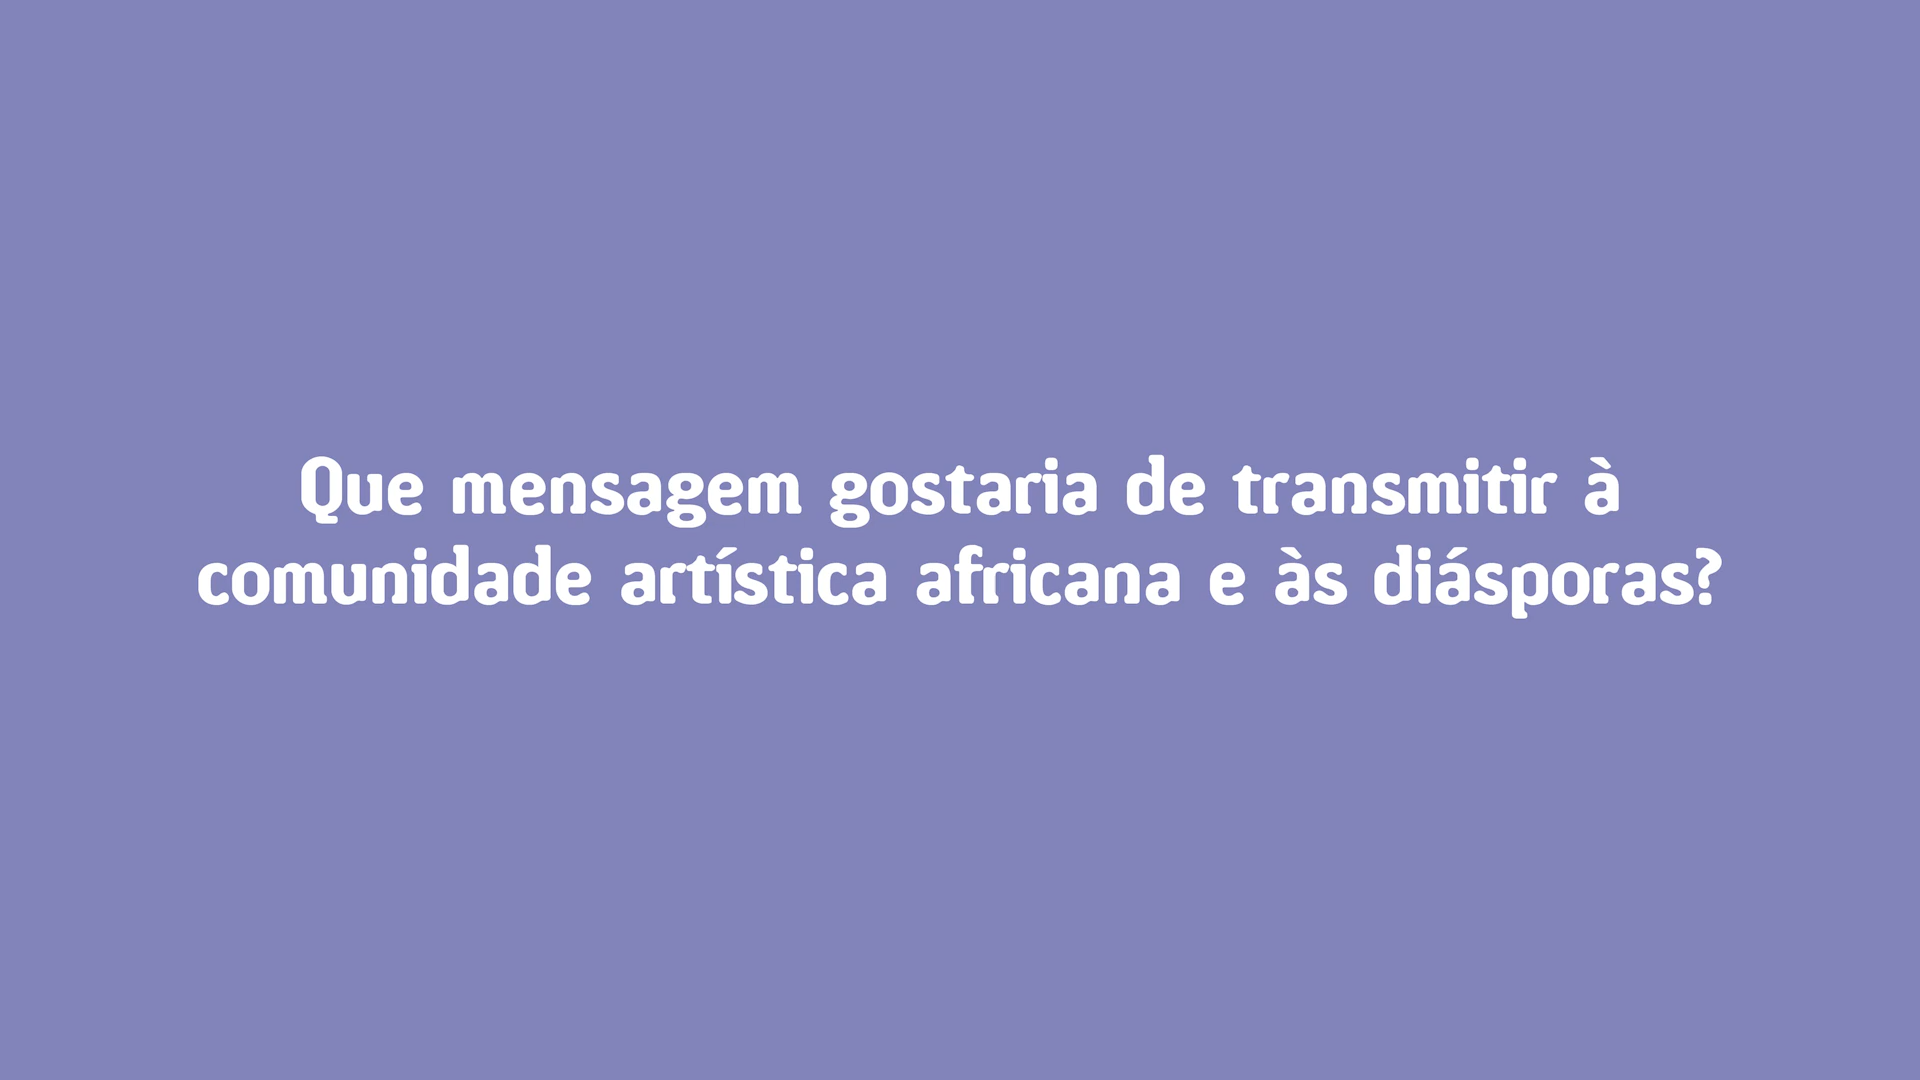 Que mensagem gostaria de transmitir à
comunidade artística africana e às diásporas?